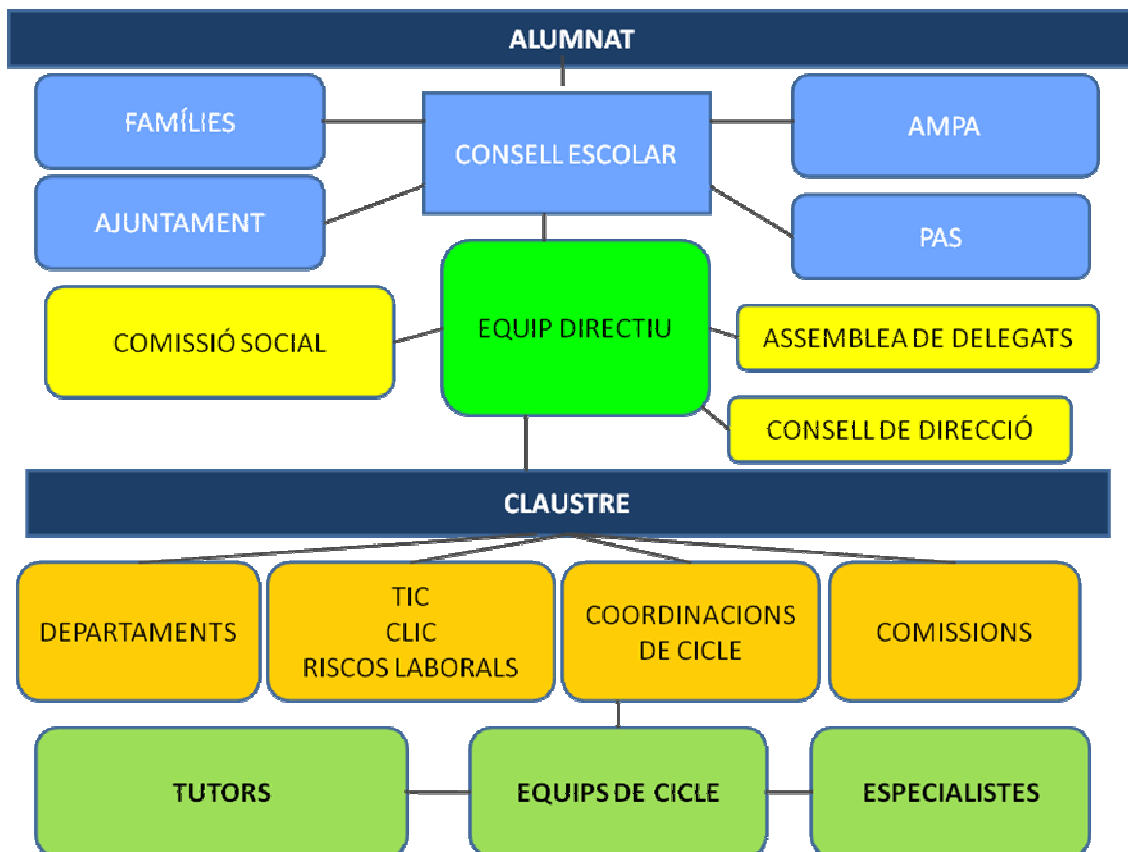 ALUMNAT
FAMÍLIES
CONSELL ESCOLAR
AMPA
AJUNTAMENT
PAS
COMISSIÓ SOCIAL
EQUIP DIRECTIU
ASSEMBLEA DE DELEGATS
CONSELL DE DIRECCIÓ
CLAUSTRE
DEPARTAMENTS
TIC
CLIC
RISCOS LABORALS
COORDINACIONS
DE CICLE
COMISSIONS
TUTORS
EQUIPS DE CICLE
ESPECIALISTES